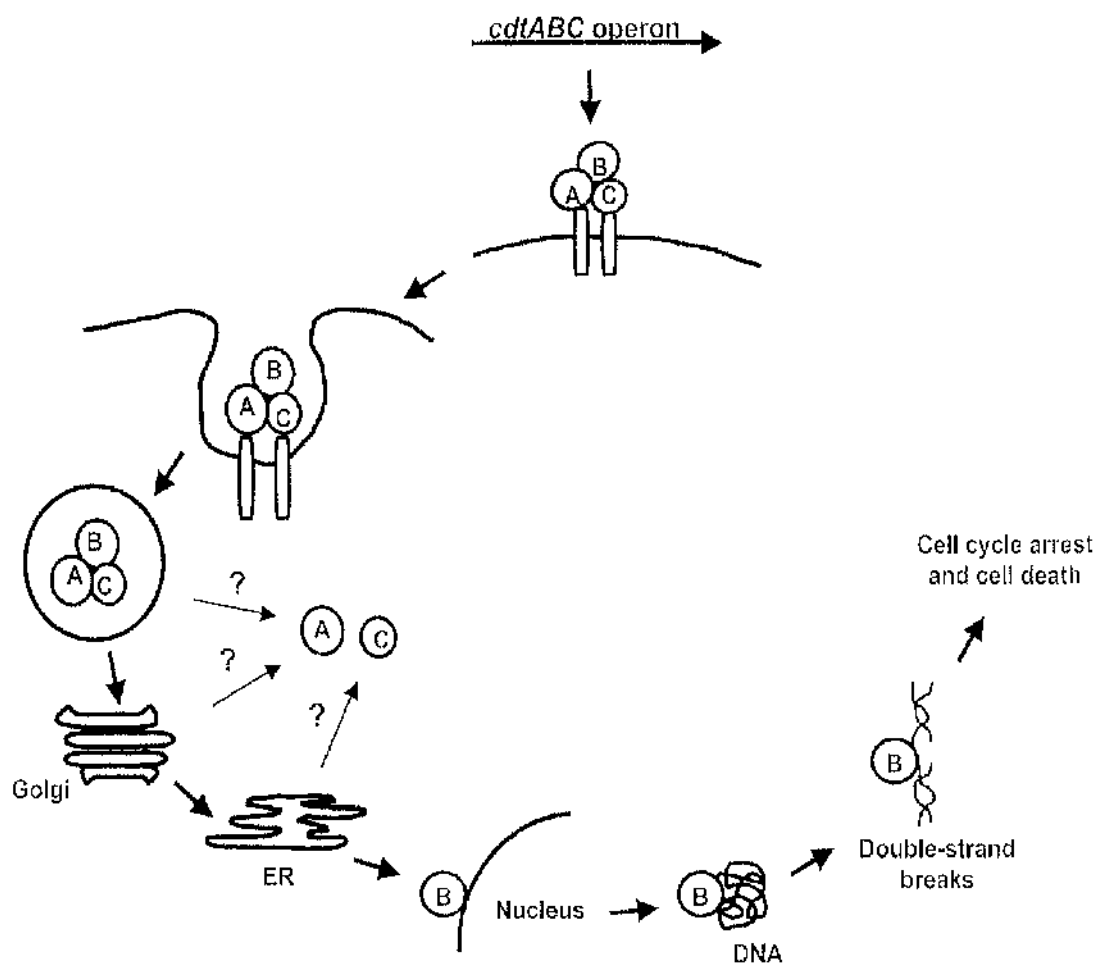 cdtABC operon
B
A
C
B
A
C
B
A
C
?
A
C
?
?
Golgi
ER
B
Nucleus
B
DNA
B
Double-strand
breaks
Cell cycle arrest
and cell death